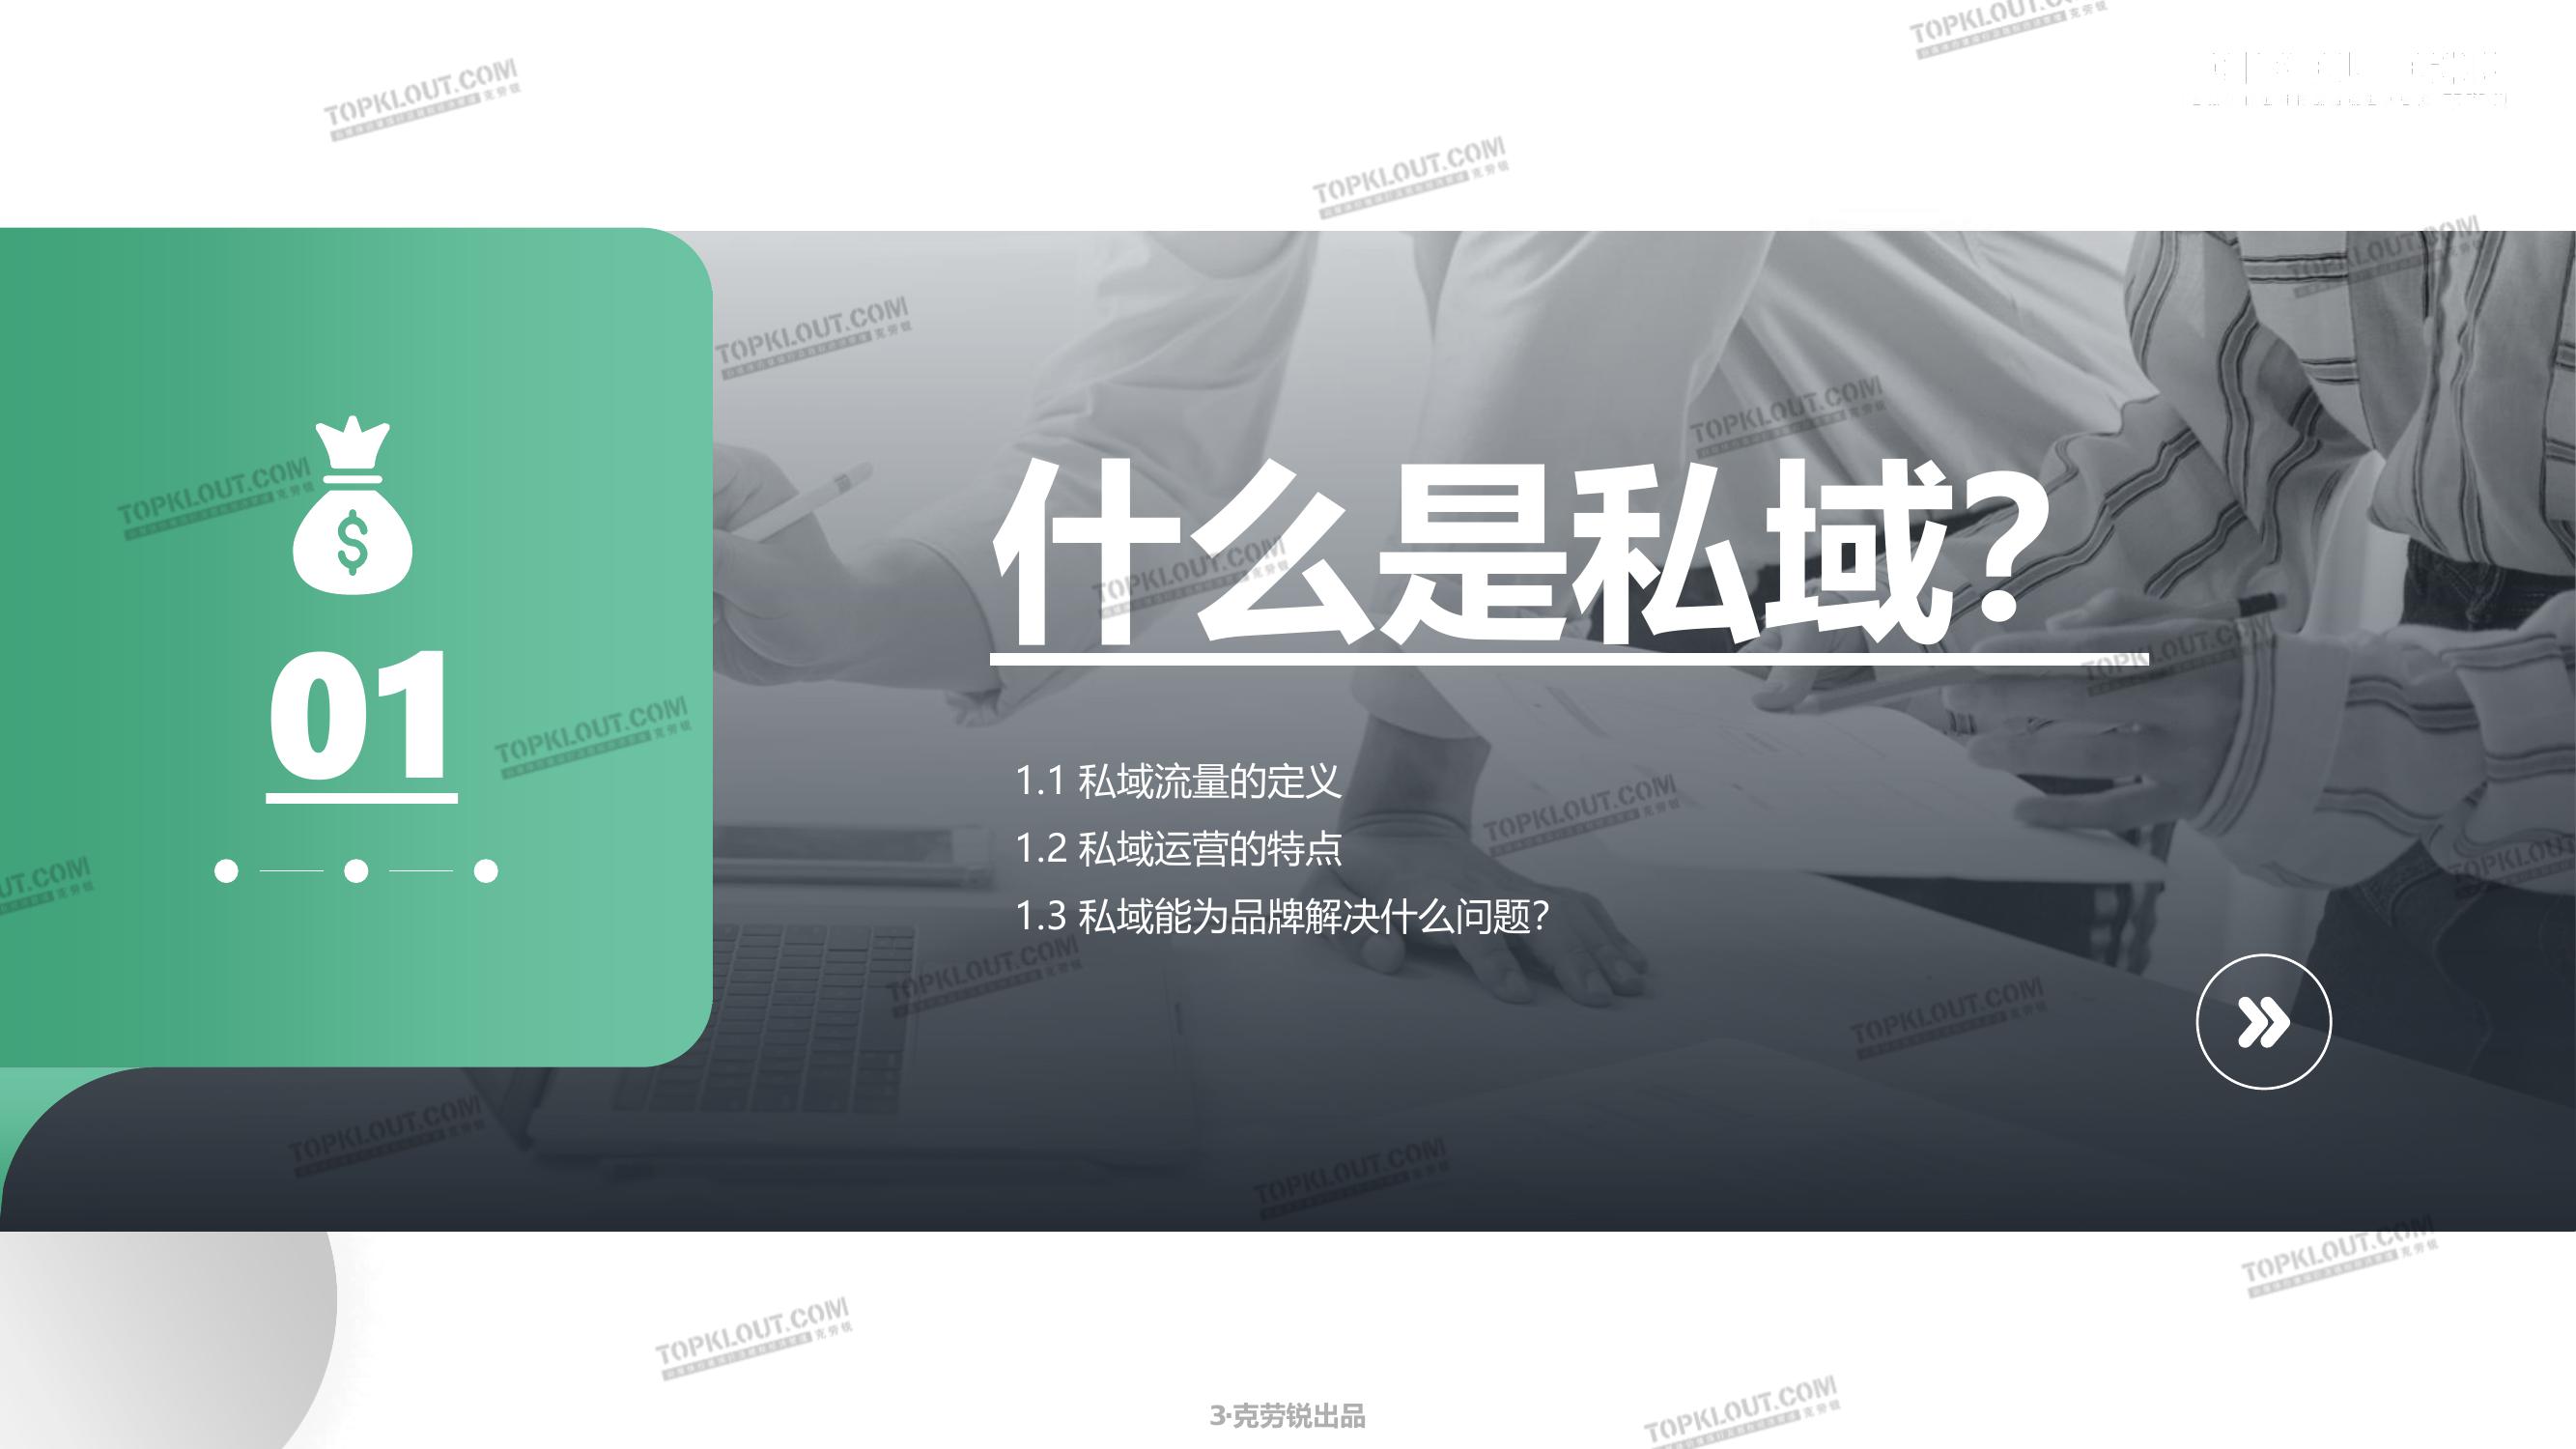 什么是私域?
01
1.1 私域流量的定义
1.2 私域运营的特点
1.3 私域能为品牌解决什么问题?
3·克劳锐出品
TOPKLOUT.COM
克劳锐